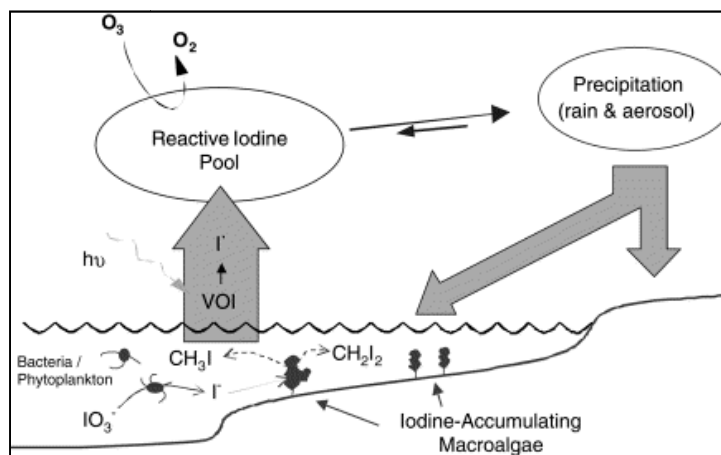 O₃
O₂
Reactive Iodine
Pool
Precipitation
(rain & aerosol)
I·
hυ
VOI
Bacteria /
Phytoplankton
CH₃I
CH₂I₂
I⁻
IO₃⁻
Iodine-Accumulating
Macroalgae